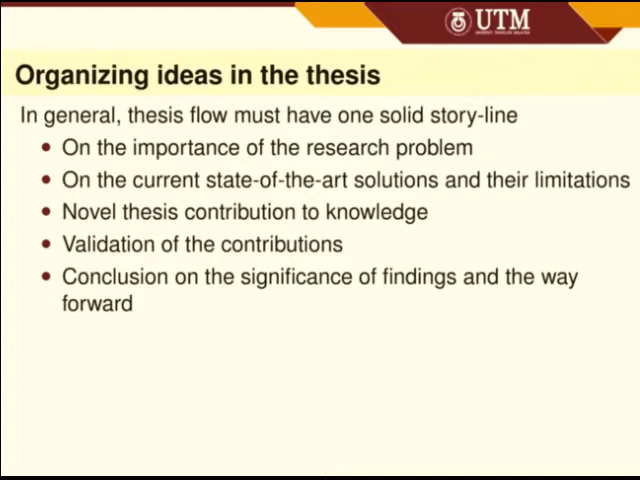 UTM
Organizing ideas in the thesis
In general, thesis flow must have one solid story-line
On the importance of the research problem
On the current state-of-the-art solutions and their limitations
Novel thesis contribution to knowledge
Validation of the contributions
Conclusion on the significance of findings and the way
forward